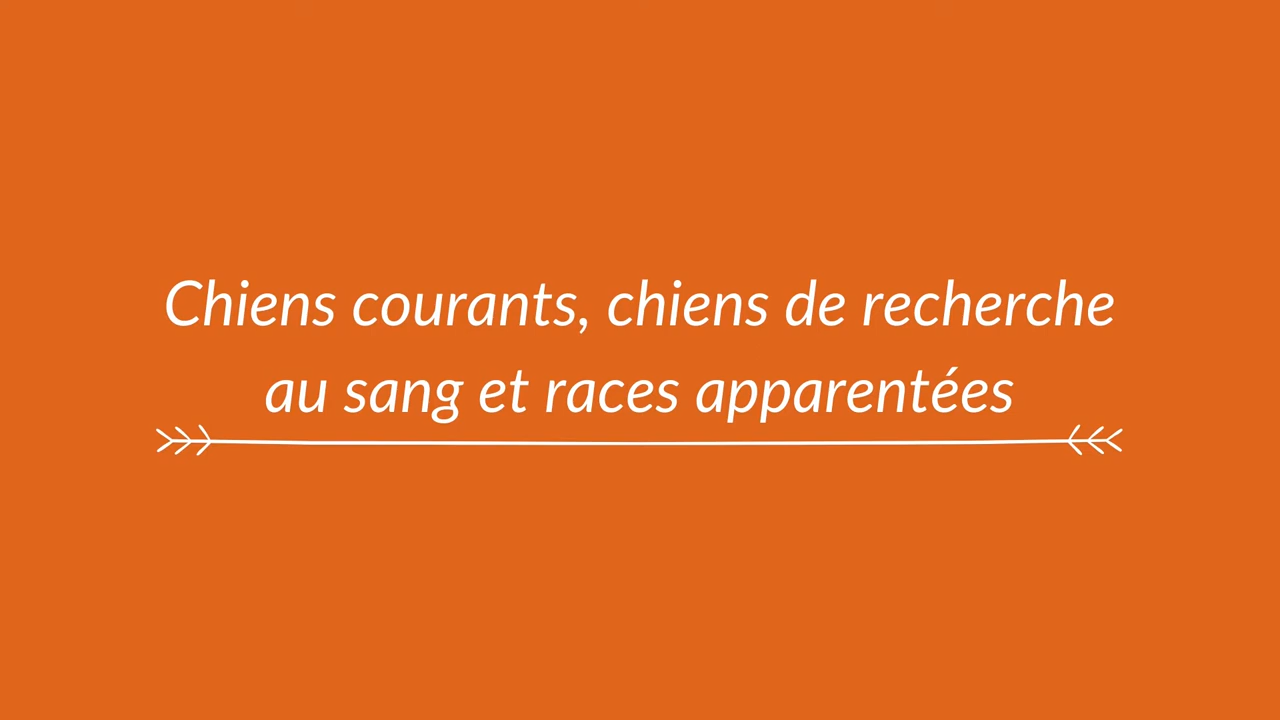 Chiens courants, chiens de recherche
au sang et races apparentées